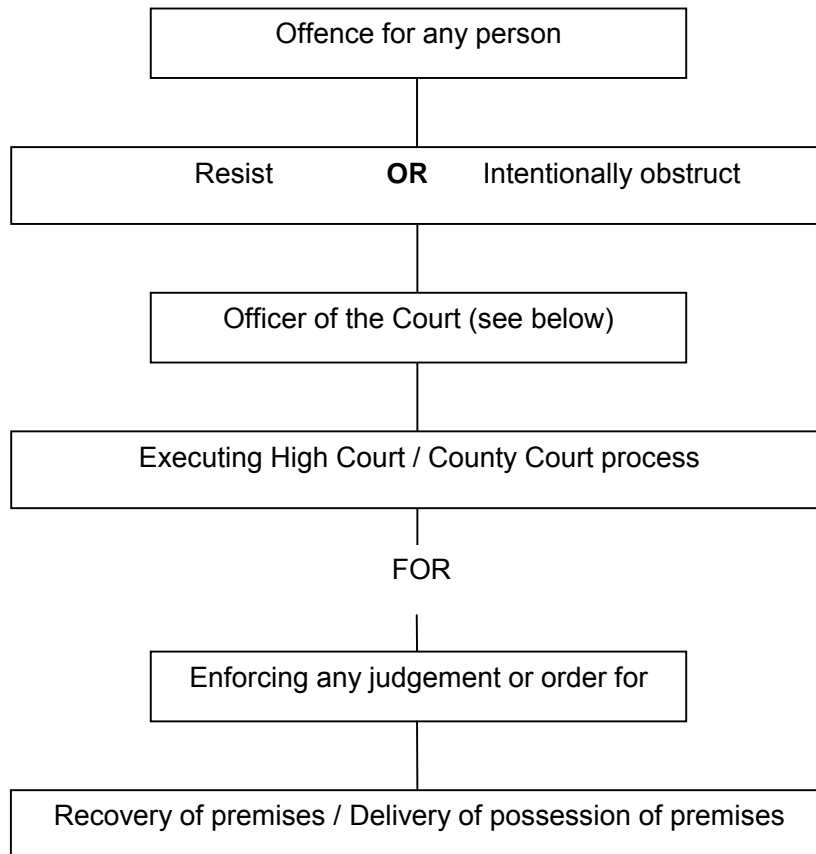 Offence for any person
Resist OR Intentionally obstruct
Officer of the Court (see below)
Executing High Court / County Court process
FOR
Enforcing any judgement or order for
Recovery of premises / Delivery of possession of premises